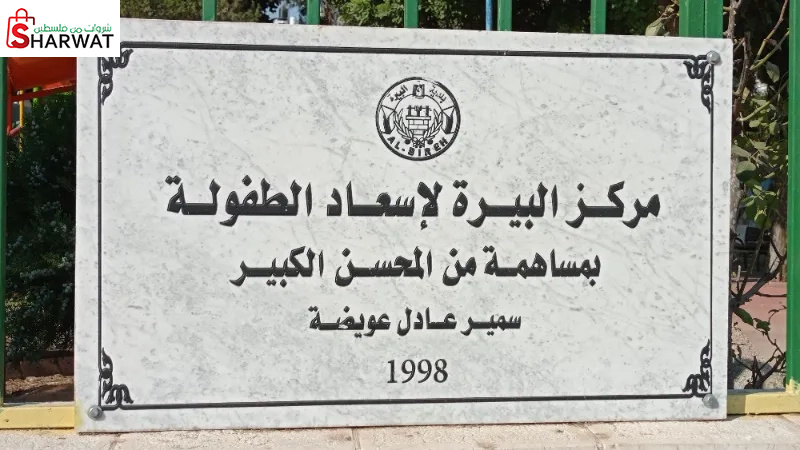 شروات من فلسطين
SHARWAT
بلدية البيرة
AL-BIREH
مركز البيرة لإسعاد الطفولة
بمساهمة من المحسن الكبير
سمير عادل عويضة
1998